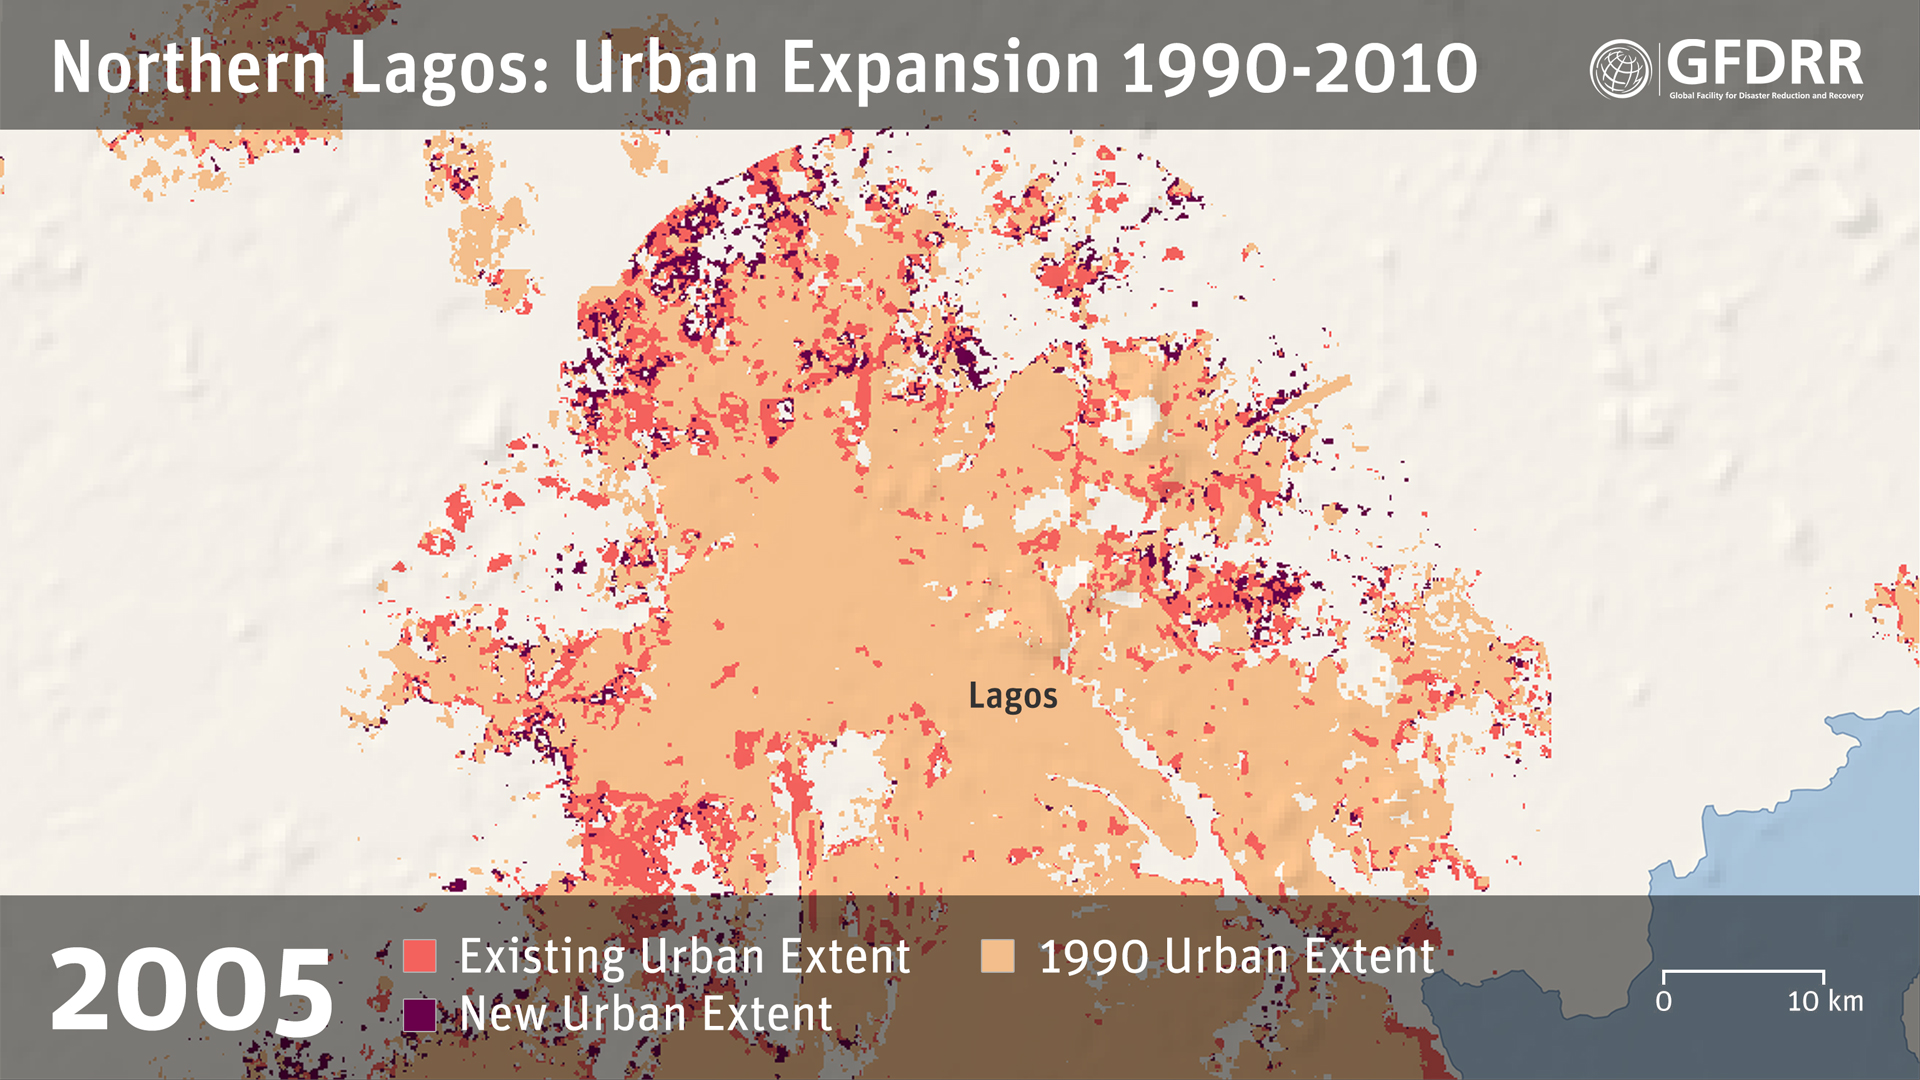 Northern Lagos: Urban Expansion 1990-2010
GFDRR
Global Facility for Disaster Reduction and Recovery
Lagos
2005
Existing Urban Extent
1990 Urban Extent
New Urban Extent
0 10 km